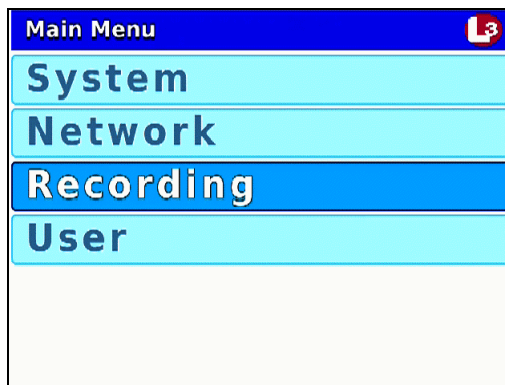 Main Menu
L3
System
Network
Recording
User